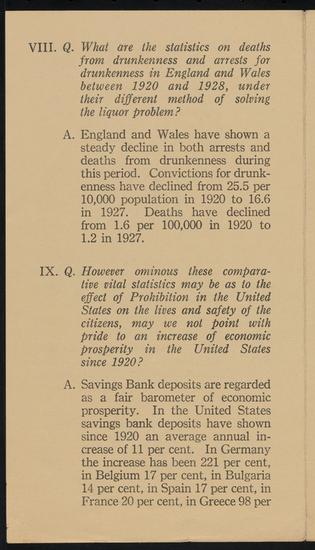 VIII. Q. What are the statistics on deaths
from drunkenness and arrests for
drunkenness in England and Wales
between 1920 and 1928, under
their different method of solving
the liquor problem?
A. England and Wales have shown a
steady decline in both arrests and
deaths from drunkenness during
this period. Convictions for drunk-
enness have declined from 25.5 per
10,000 population in 1920 to 16.6
in 1927. Deaths have declined
from 1.6 per 100,000 in 1920 to
1.2 in 1927.
IX. Q. However ominous these compara-
tive vital statistics may be as to the
effect of Prohibition in the United
States on the lives and safety of the
citizens, may we not point with
pride to an increase of economic
prosperity in the United States
since 1920?
A. Savings Bank deposits are regarded
as a fair barometer of economic
prosperity. In the United States
savings bank deposits have shown
since 1920 an average annual in-
crease of 11 per cent. In Germany
the increase has been 221 per cent,
in Belgium 17 per cent, in Bulgaria
14 per cent, in Spain 17 per cent, in
France 20 per cent, in Greece 98 per